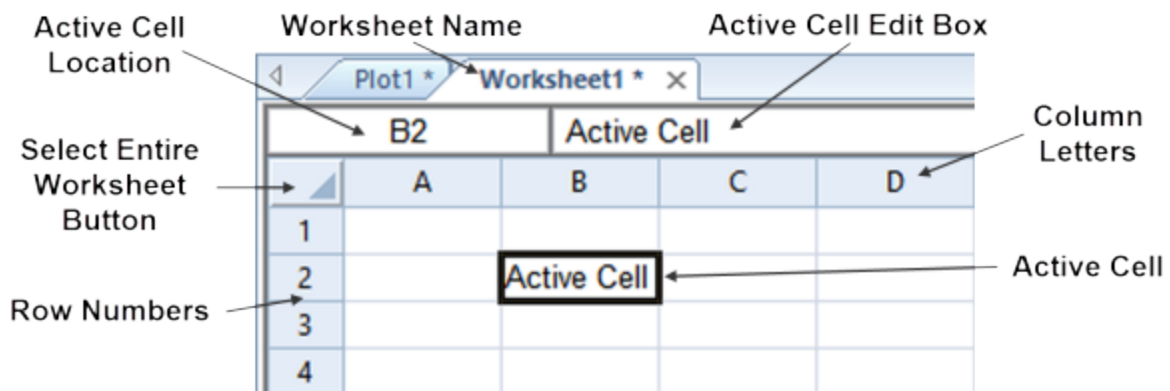 Active Cell
Location
Worksheet Name
Active Cell Edit Box
Plot1 *
Worksheet1 *
B2
Active Cell
Column
Letters
Select Entire
Worksheet
Button
A
B
C
D
1
2
Active Cell
Active Cell
Row Numbers
3
4